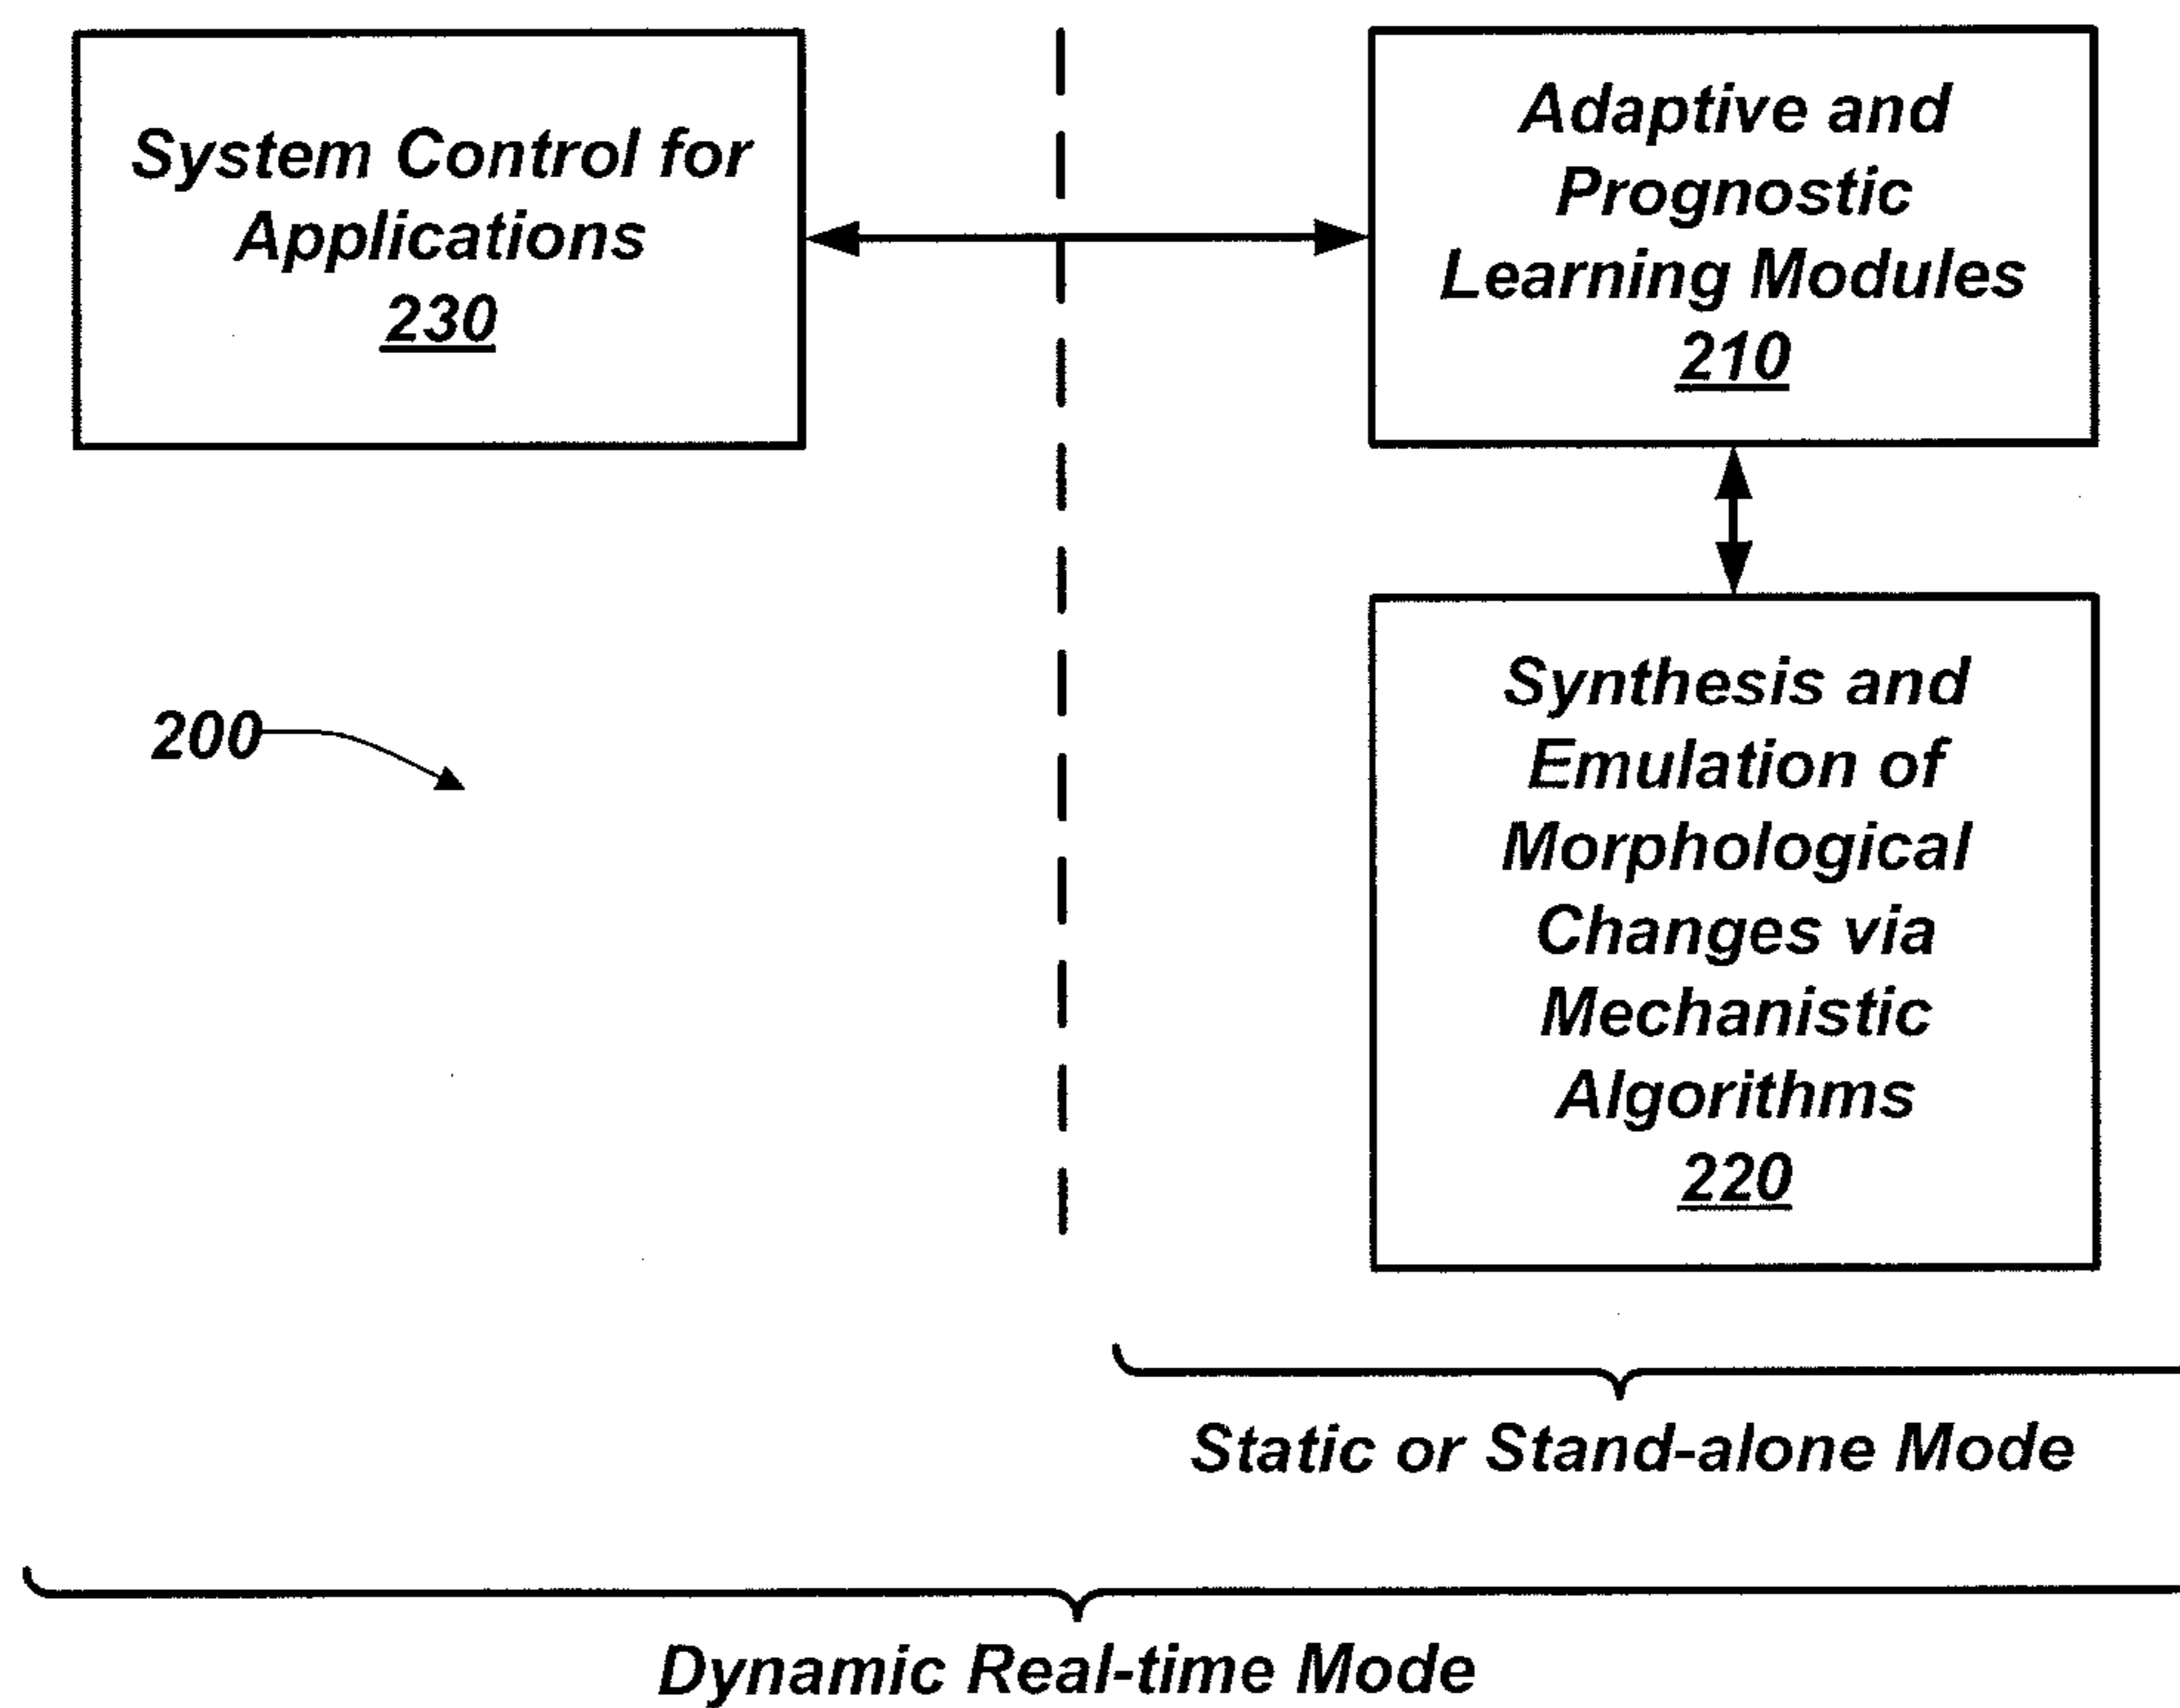 System Control for
Applications
230
Adaptive and
Prognostic
Learning Modules
210
200
Synthesis and
Emulation of
Morphological
Changes via
Mechanistic
Algorithms
220
Static or Stand-alone Mode
Dynamic Real-time Mode